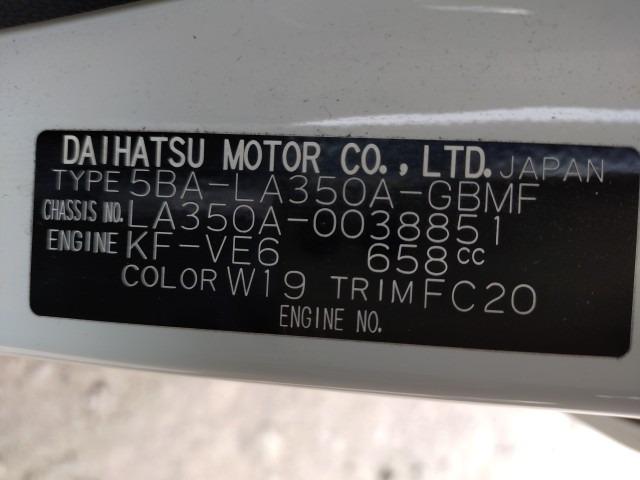 DAIHATSU MOTOR CO., LTD. JAPAN
TYPE 5BA-LA350A-GBMF
CHASSIS NO. LA350A-0038851
ENGINE KF-VE6 658cc
COLOR W19 TRIM FC20
ENGINE NO.